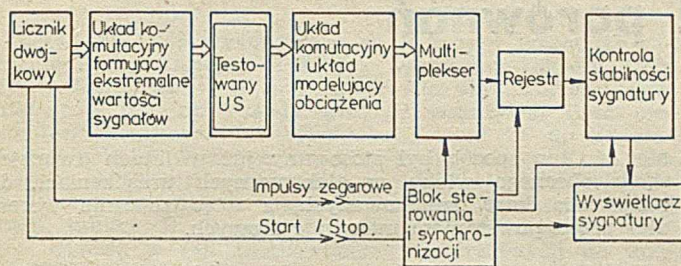 Licznik
dwój-
kowy
Układ ko-
mutacyjny
formujący
ekstremalne
wartości
sygnałów
Testo-
wany
US
Układ
komutacyjny
i układ
modelujący
obciążenia
Multi-
plekser
Rejestr
Kontrola
stabilności
sygnatury
Impulsy zegarowe
Start / Stop.
Blok ste-
rowania
i synchro-
nizacji
Wyświetlacz
sygnatury